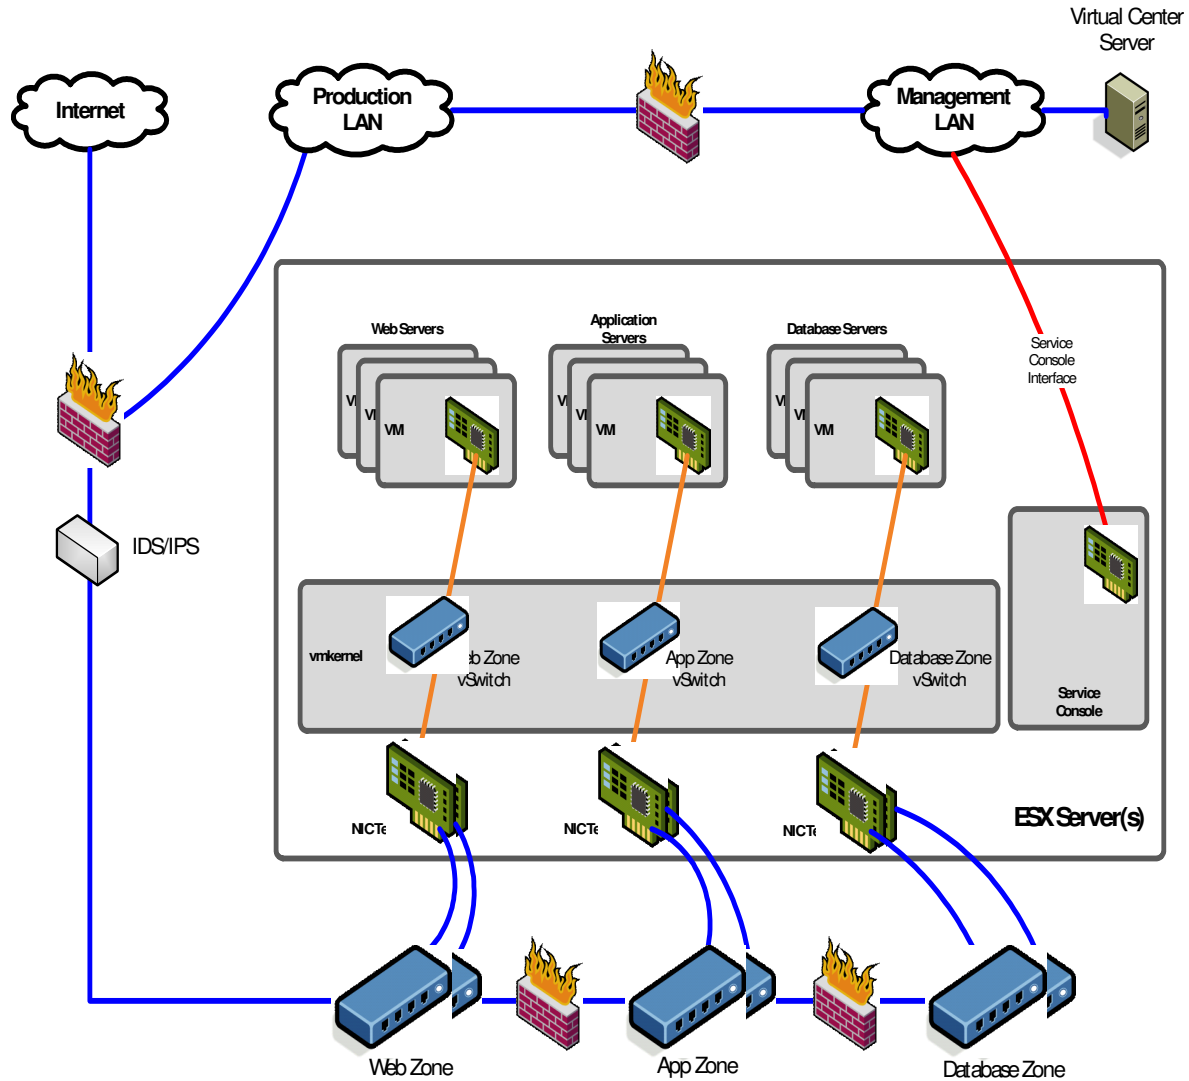 Virtual Center
Server
Internet
Production
LAN
Management
LAN
Web Servers
Application
Servers
Database Servers
Service
Console
Interface
VM
VM
VM
IDS/IPS
vmkernel
Zone
vSwitch
App Zone
vSwitch
Database Zone
vSwitch
Service
Console
ESX Server(s)
Web Zone
App Zone
Database Zone